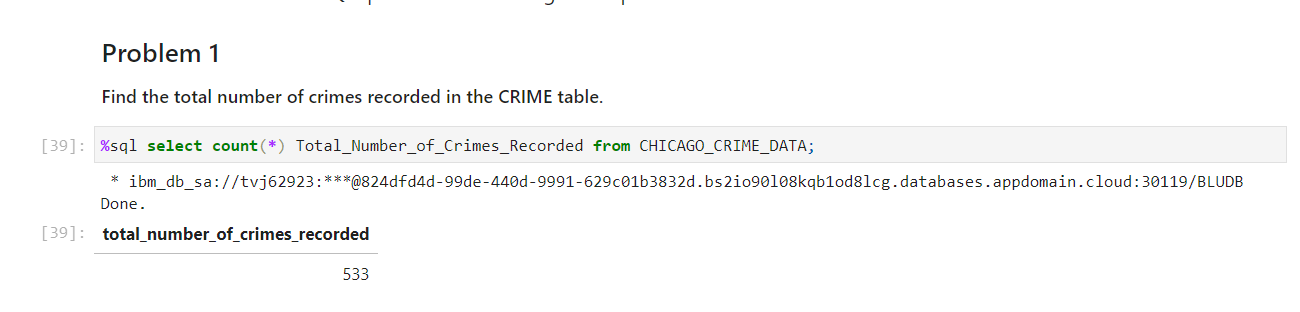 Problem 1
Find the total number of crimes recorded in the CRIME table.
[39]: %sql select count(*) Total_Number_of_Crimes_Recorded from CHICAGO_CRIME_DATA;
* ibm_db_sa://tvj62923:***@824dfd4d-99de-440d-9991-629c01b3832d.bs2io90l08kqb1od8lcg.databases.appdomain.cloud:30119/BLUDB
Done.
[39]: total_number_of_crimes_recorded
533